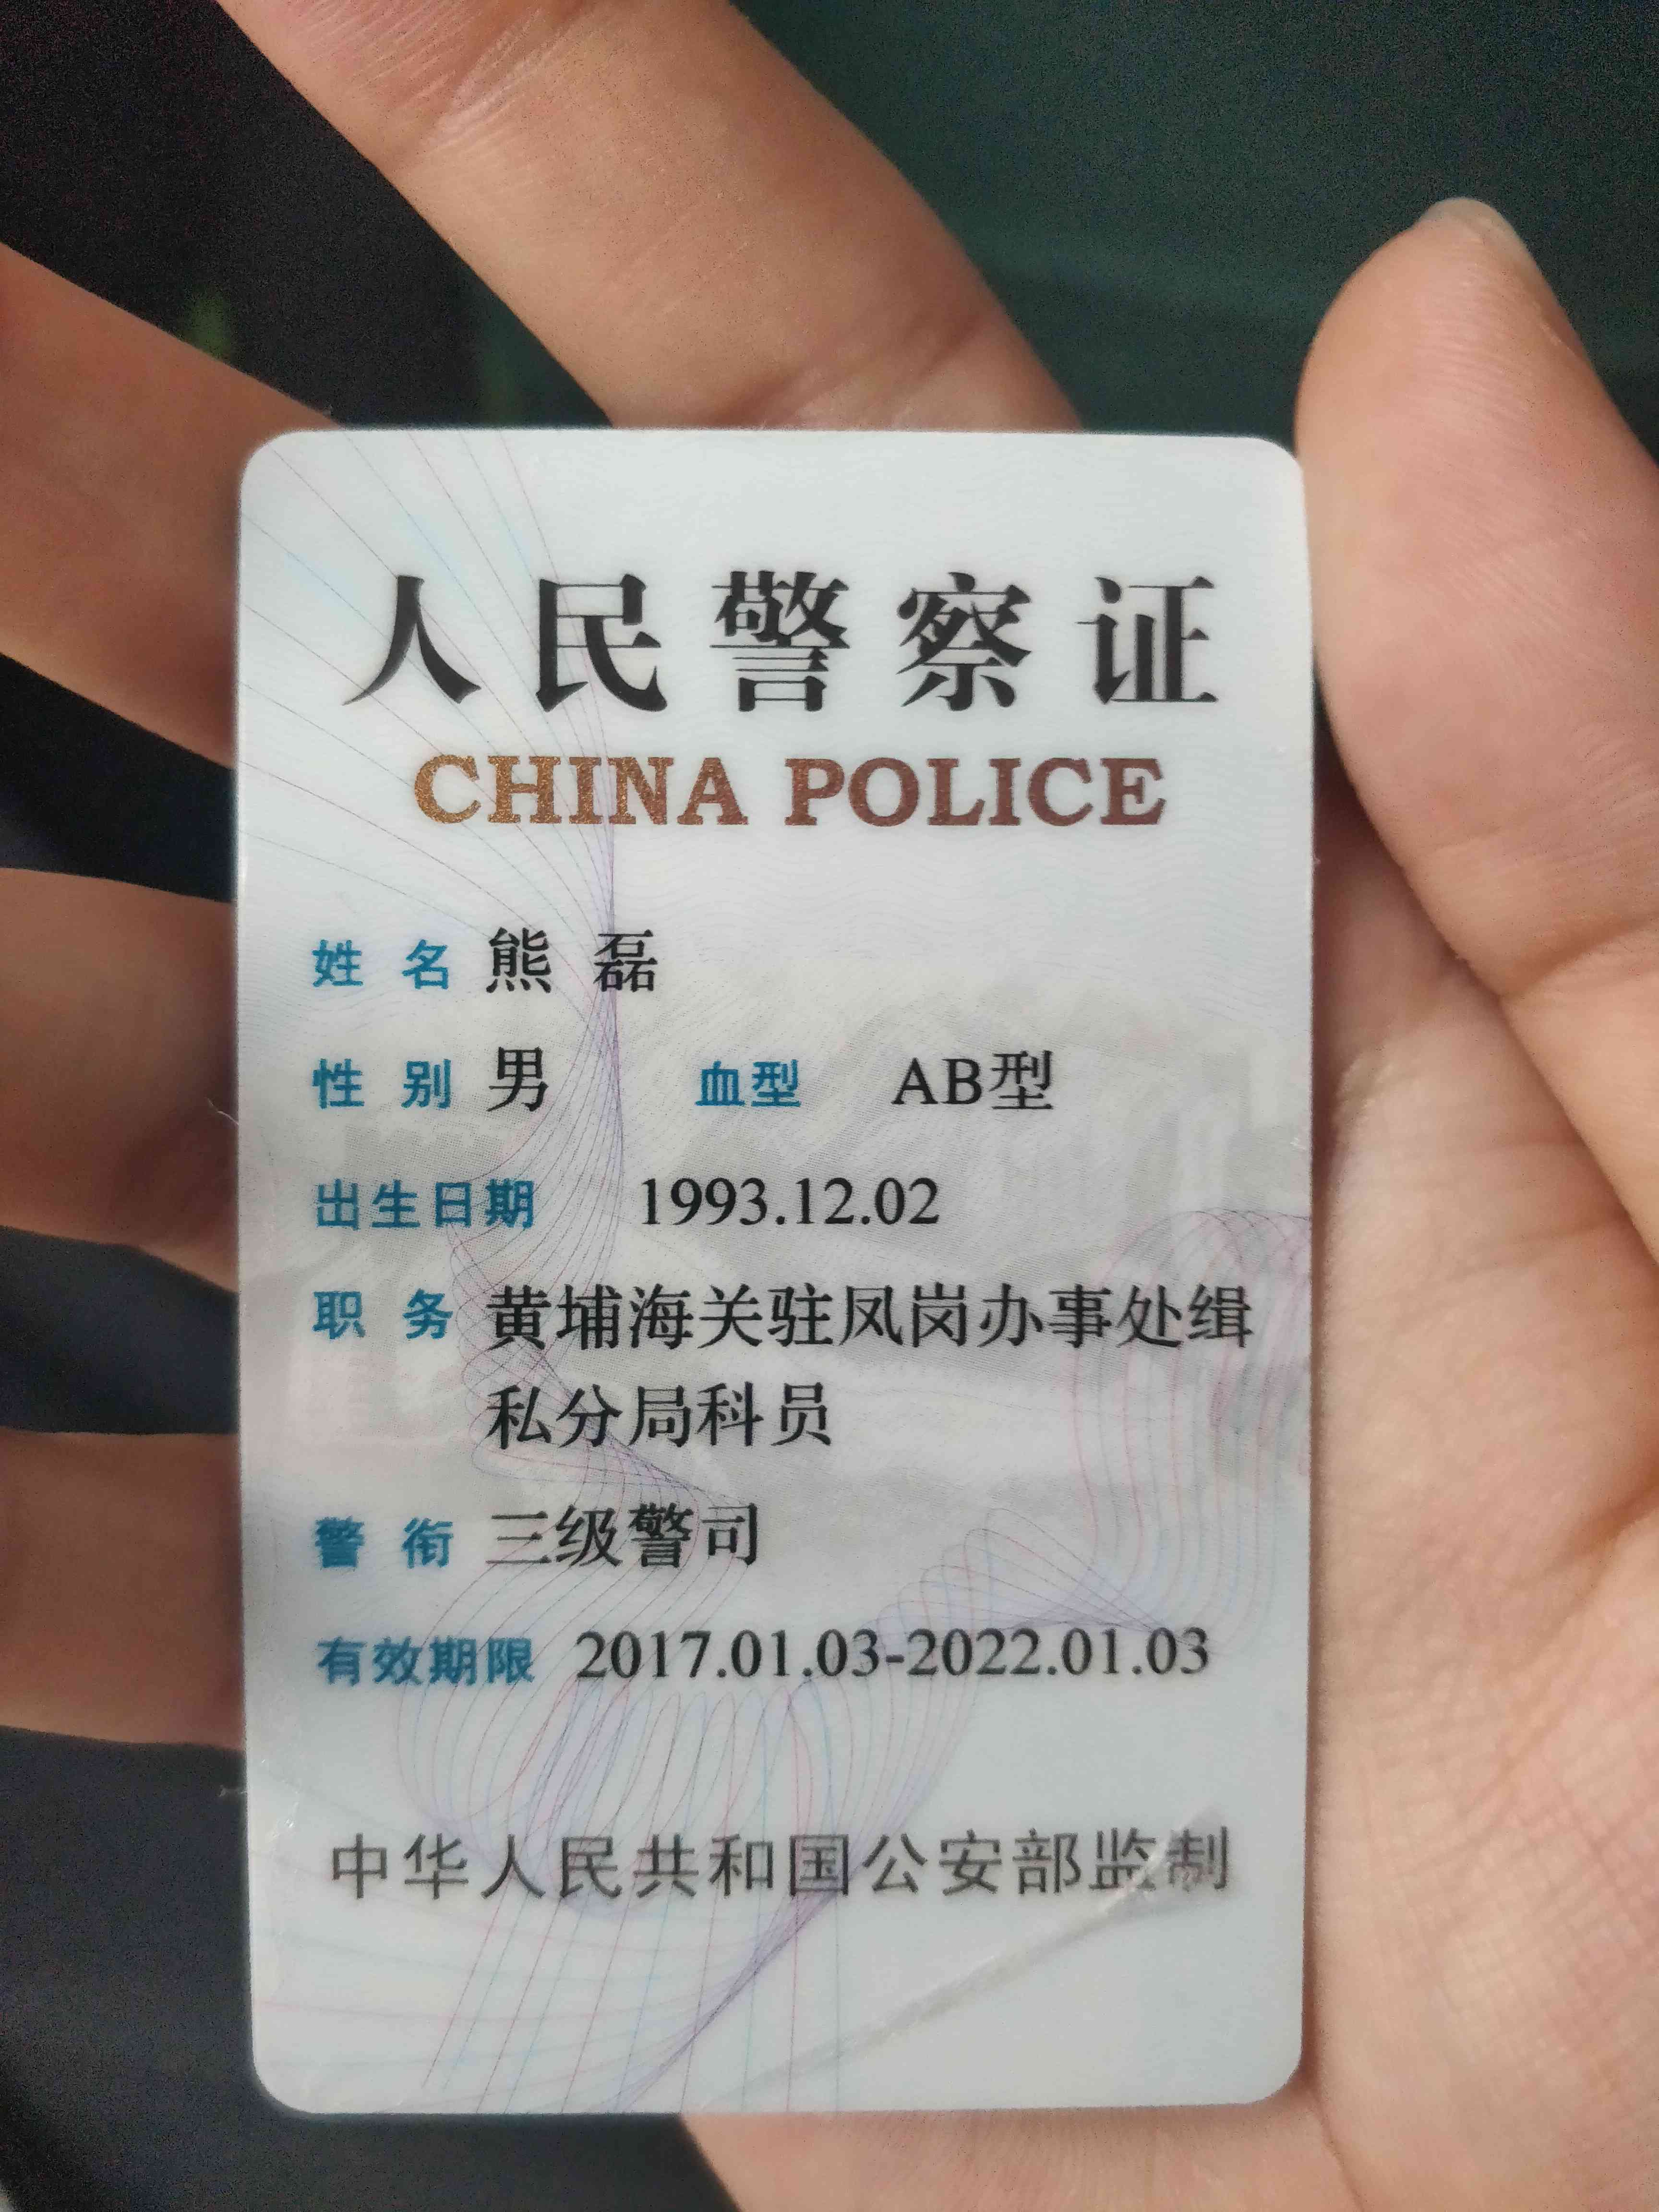 人民警察证
CHINA POLICE
姓名 熊磊
性别 男 血型 AB型
出生日期 1993.12.02
职务 黄埔海关驻凤岗办事处缉
私分局科员
警衔 三级警司
有效期限 2017.01.03-2022.01.03
中华人民共和国公安部监制